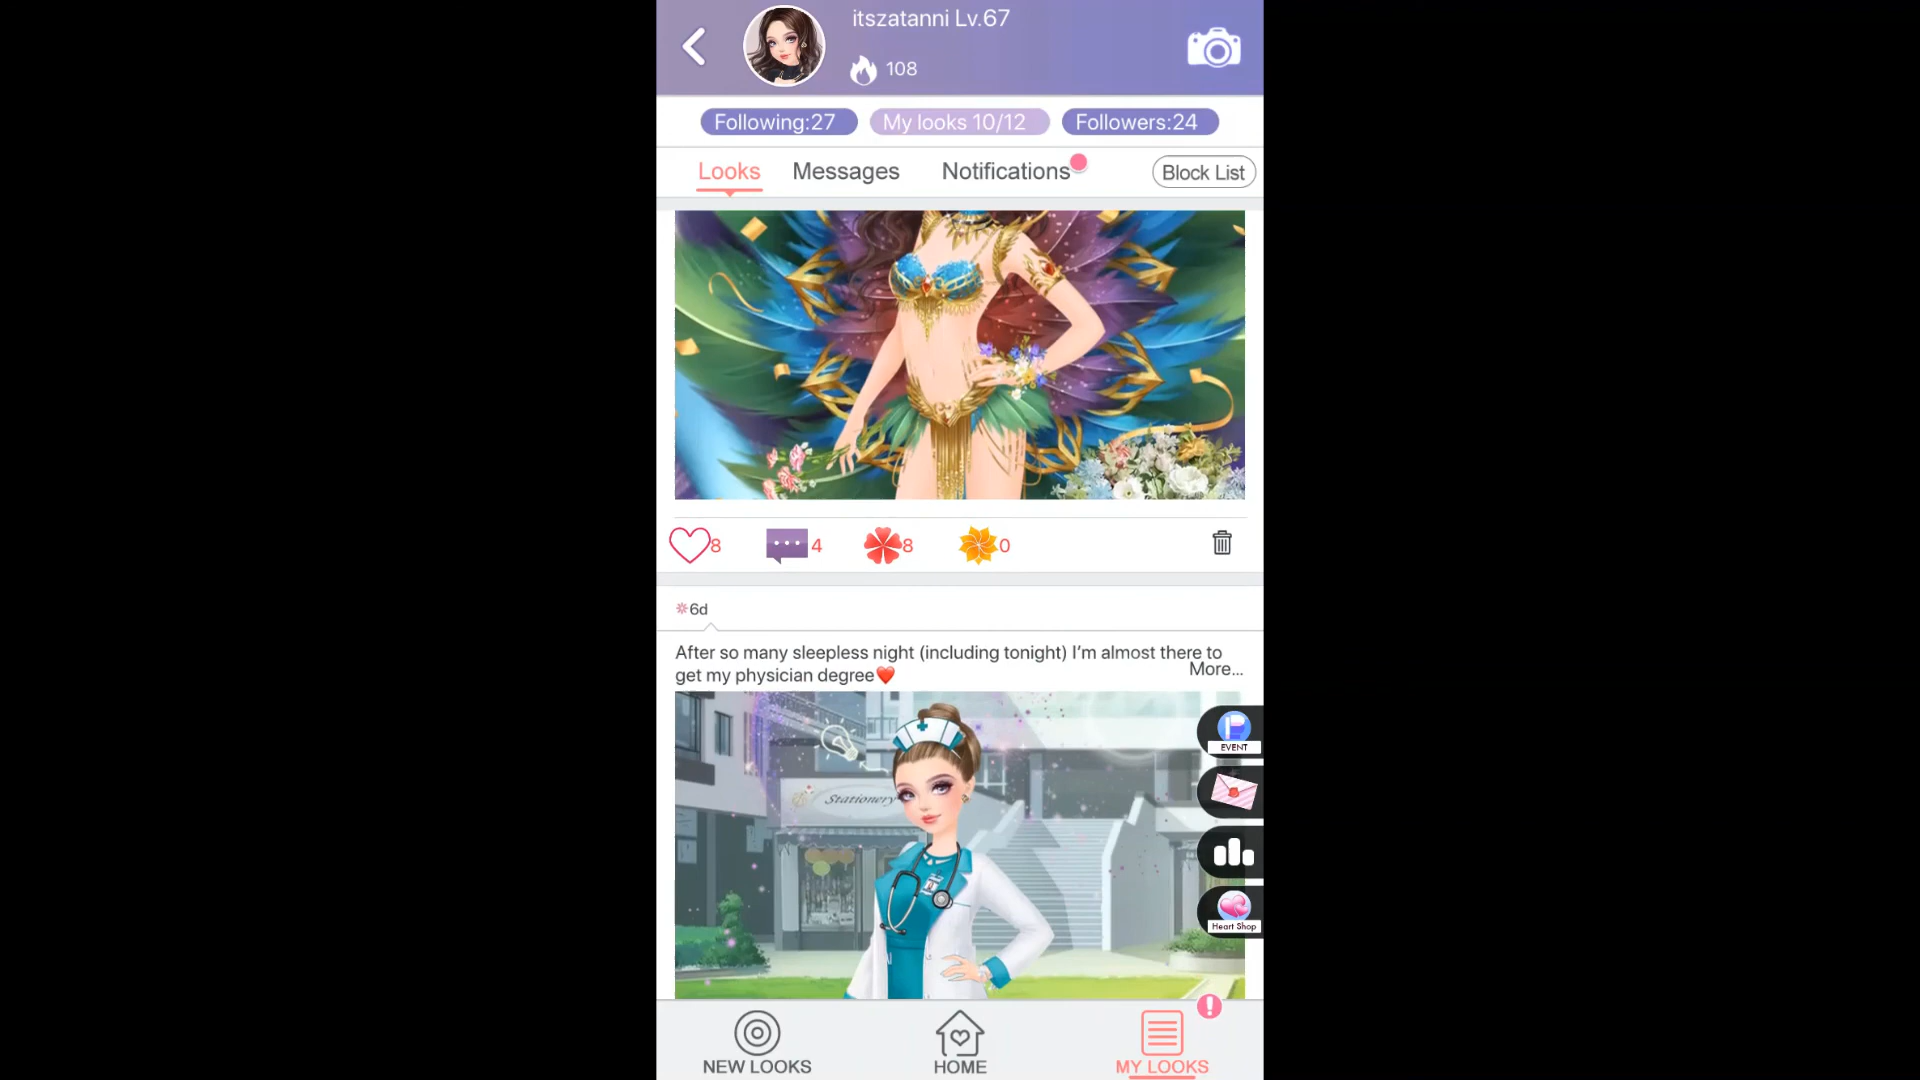 itszatanni Lv.67
108
Following:27
My looks 10/12
Followers:24
Looks
Messages
Notifications
Block List
8
4
8
0
6d
After so many sleepless night (including tonight) I'm almost there to
get my physician degree❤️
More...
Stationery
EVENT
Heart Shop
NEW LOOKS
HOME
MY LOOKS